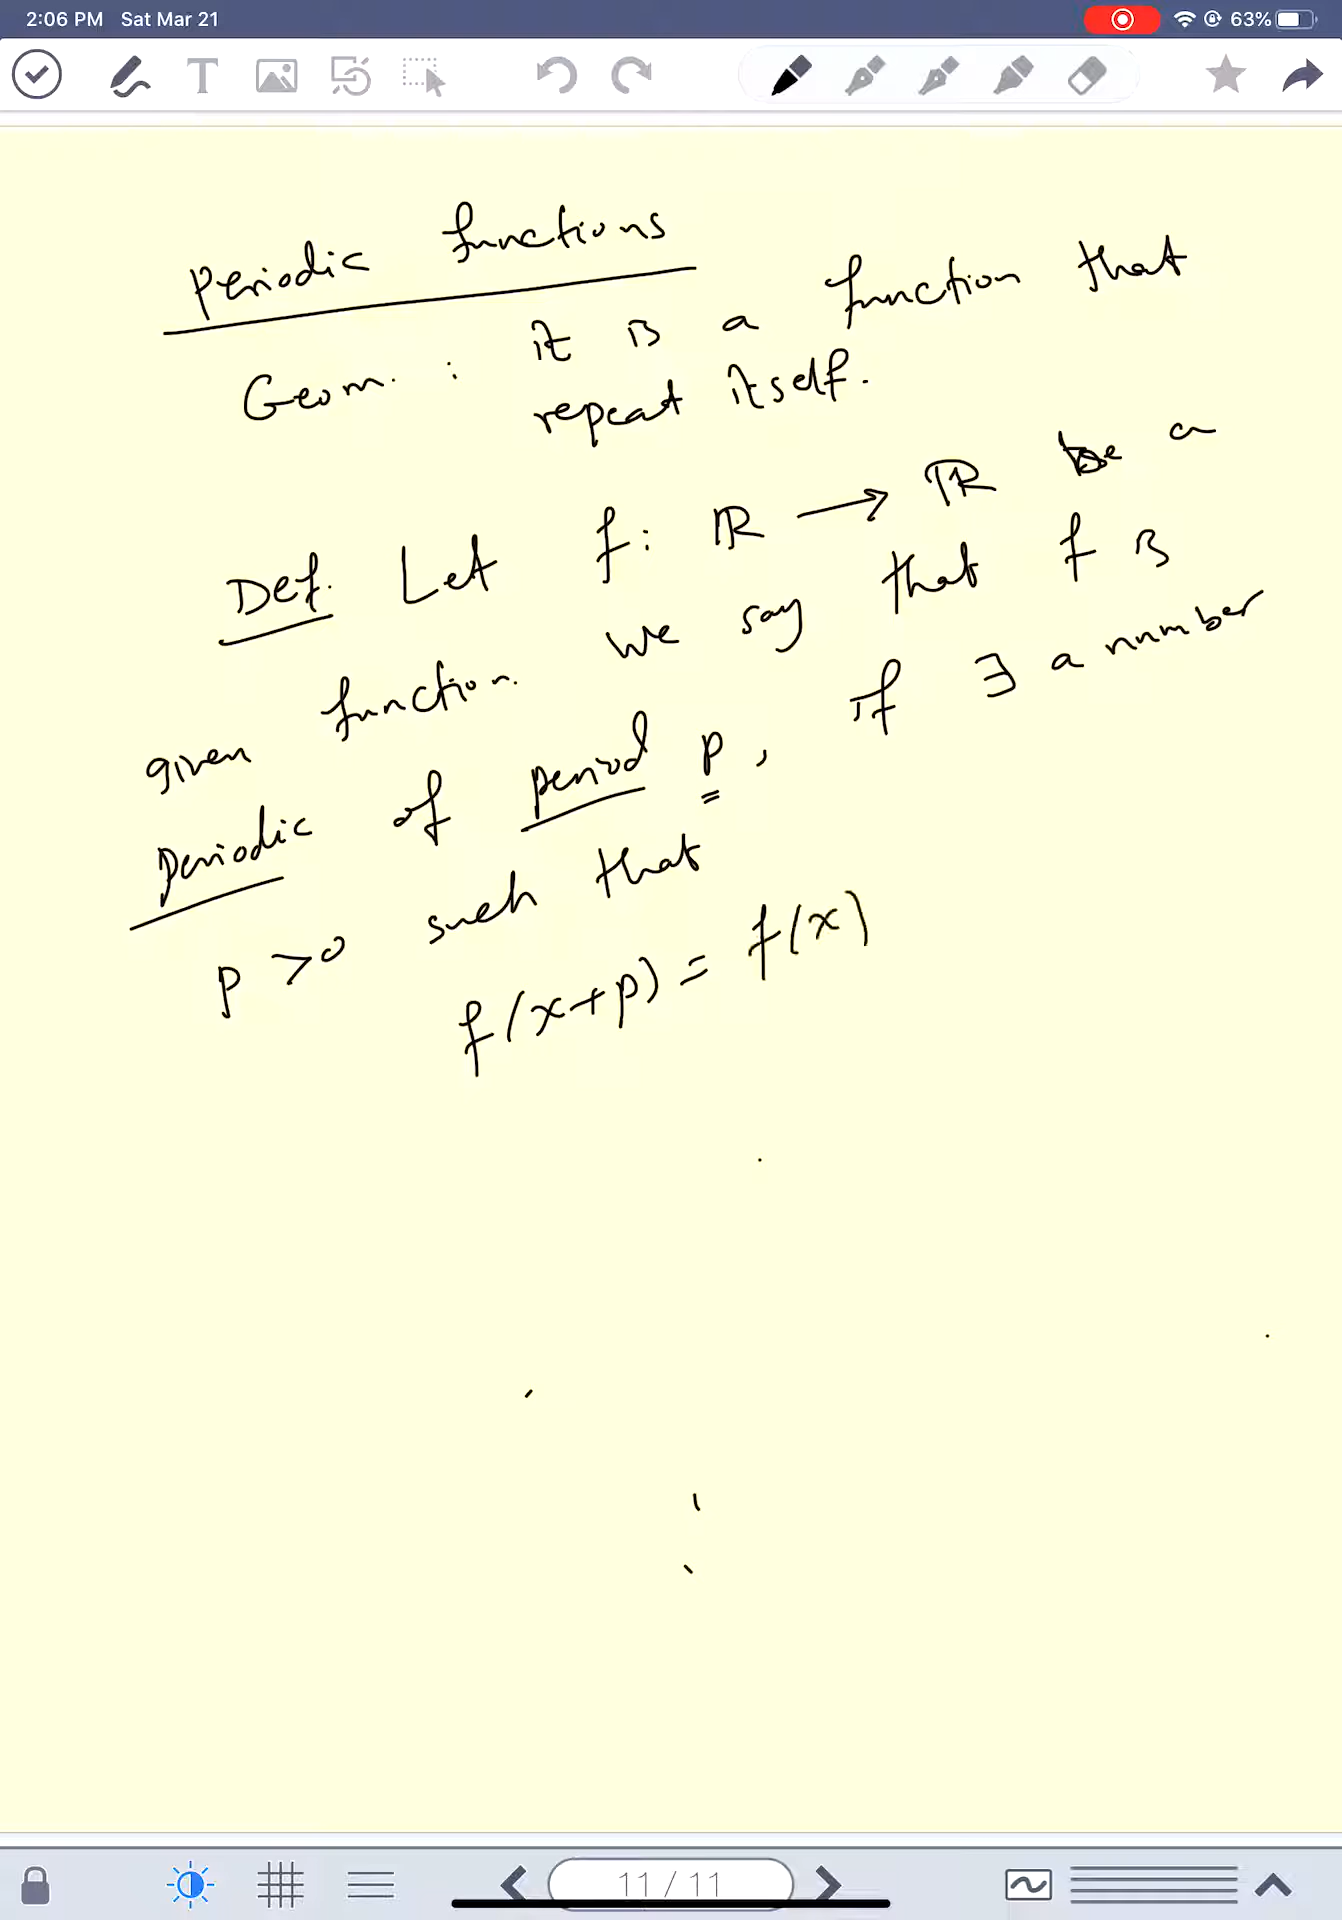 2:06 PM Sat Mar 21 63%
T
Periodic functions
Geom. : it is a function that
repeat itself.
Def. Let f: ℝ → ℝ be a
given function. we say that f is
periodic of period p, if ∃ a number
p >0 such that
f(x+p) = f(x)
11 / 11